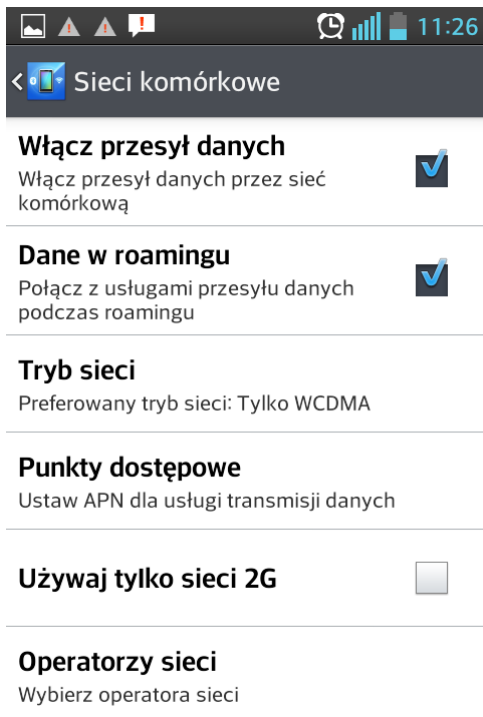 11:26
Sieci komórkowe
Włącz przesył danych
Włącz przesył danych przez sieć
komórkową
Dane w roamingu
Połącz z usługami przesyłu danych
podczas roamingu
Tryb sieci
Preferowany tryb sieci: Tylko WCDMA
Punkty dostępowe
Ustaw APN dla usługi transmisji danych
Używaj tylko sieci 2G
Operatorzy sieci
Wybierz operatora sieci